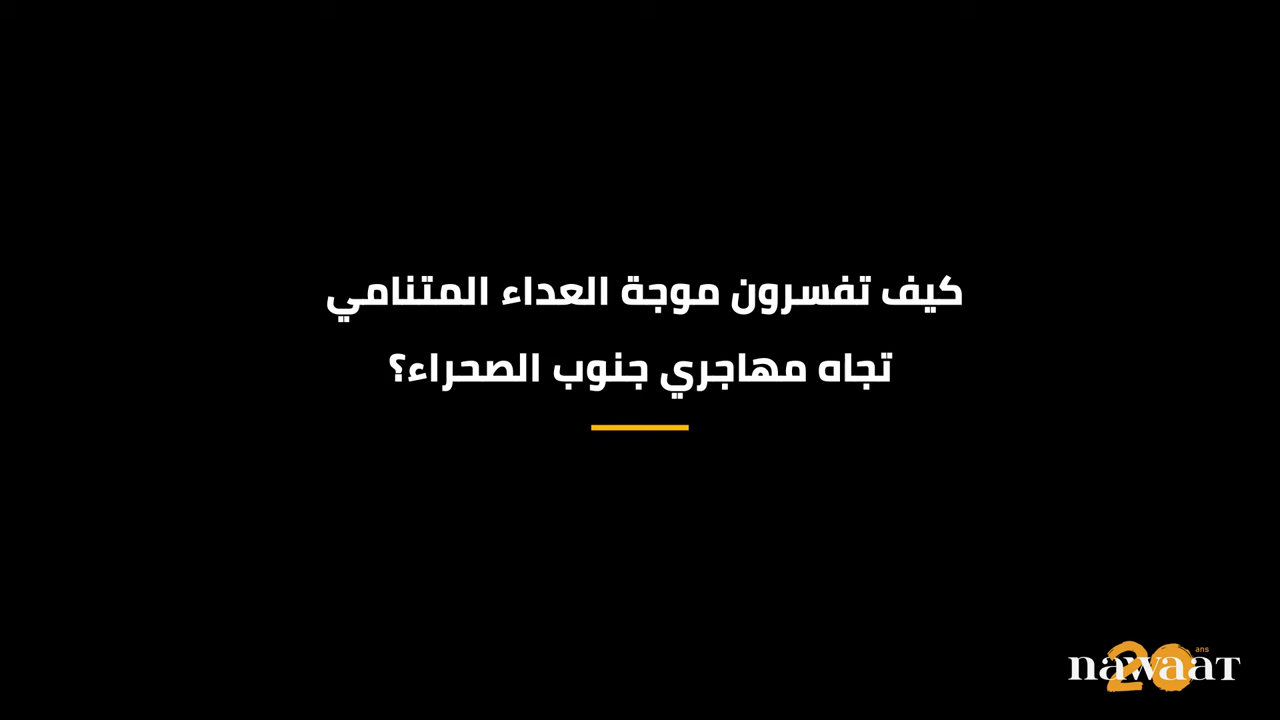 كيف تفسرون موجة العداء المتنامي
تجاه مهاجري جنوب الصحراء؟
20 ans
nawaat